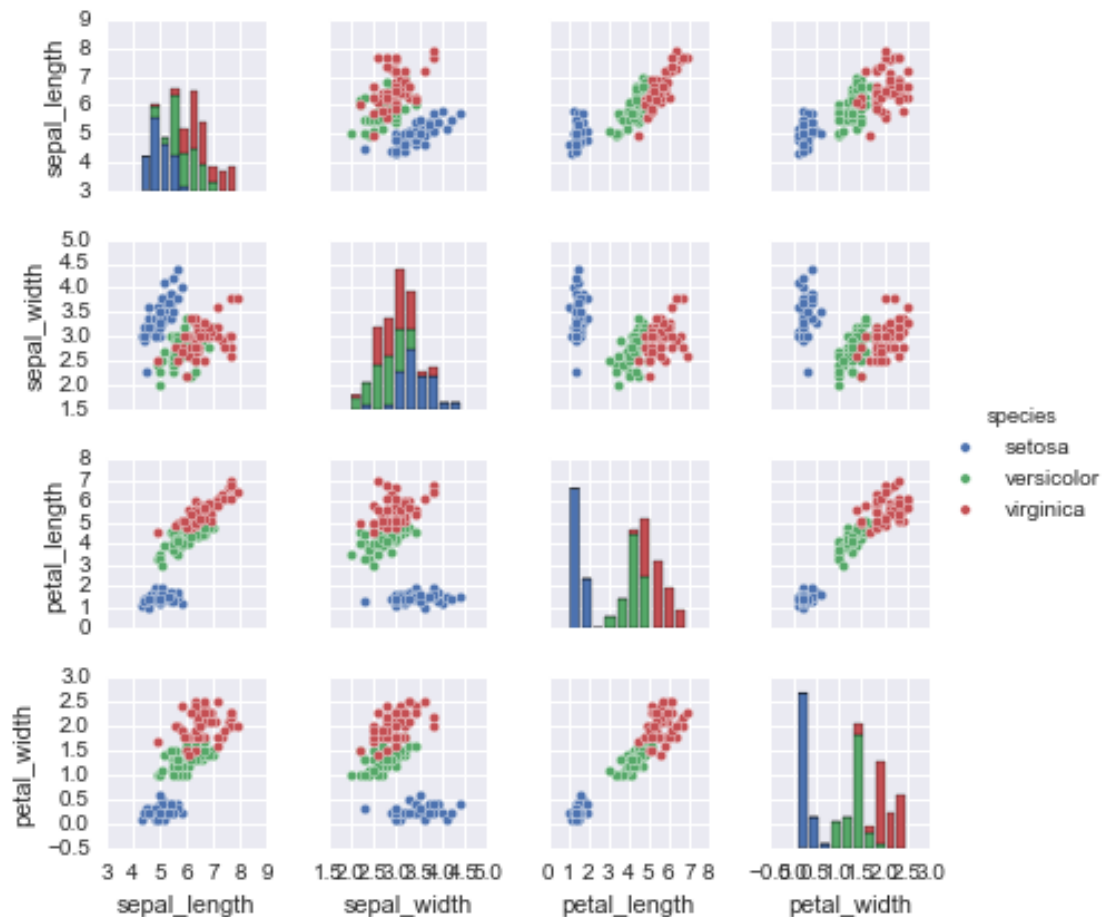 9
8
7
6
5
4
3
sepal_length
5.0
4.5
4.0
3.5
3.0
2.5
2.0
1.5
sepal_width
species
setosa
versicolor
virginica
8
7
6
5
4
3
2
1
0
petal_length
3.0
2.5
2.0
1.5
1.0
0.5
0.0
−0.5
petal_width
3 4 5 6 7 8 9
1.5 2.0 2.5 3.0 3.5 4.0 4.5 5.0
0 1 2 3 4 5 6 7 8
−0.5 0.0 0.5 1.0 1.5 2.0 2.5 3.0
sepal_length sepal_width petal_length petal_width